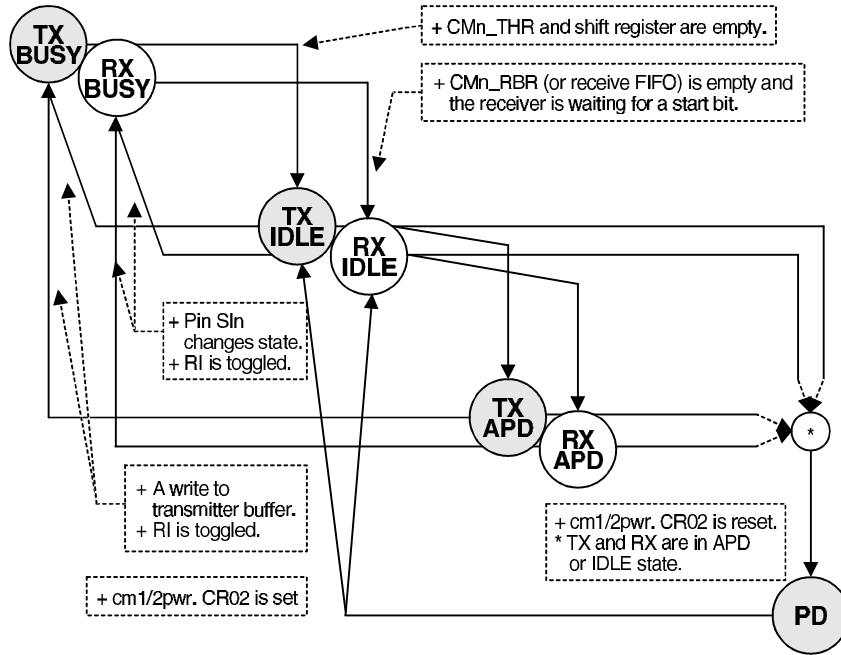 TX
BUSY
RX
BUSY
+ CMn_THR and shift register are empty.
+ CMn_RBR (or receive FIFO) is empty and
the receiver is waiting for a start bit.
TX
IDLE
RX
IDLE
+ Pin SIn
changes state.
+ RI is toggled.
TX
APD
RX
APD
*
+ A write to
transmitter buffer.
+ RI is toggled.
+ cm1/2pwr. CR02 is reset.
* TX and RX are in APD
or IDLE state.
+ cm1/2pwr. CR02 is set
PD